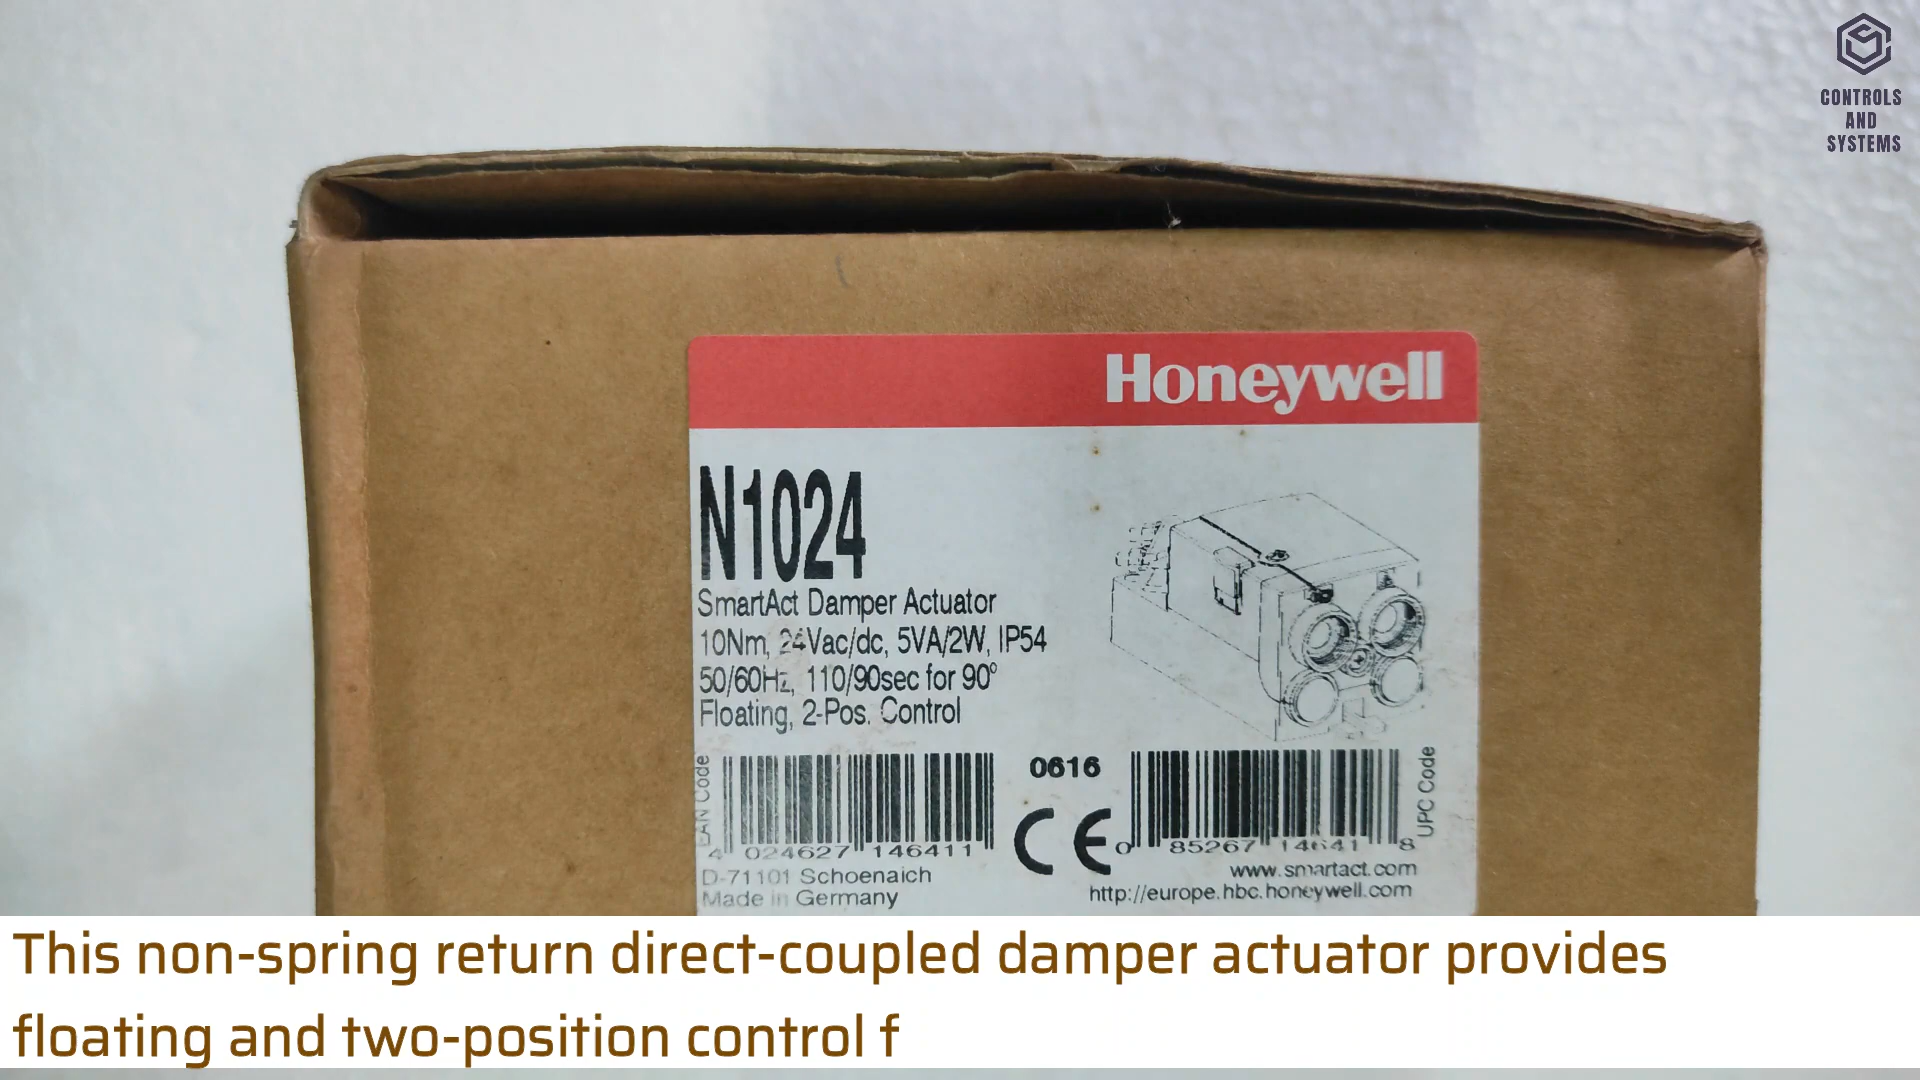 CONTROLS
AND
SYSTEMS
Honeywell
N1024
SmartAct Damper Actuator
10Nm, 24Vac/dc, 5VA/2W, IP54
50/60Hz, 110/90sec for 90°
Floating, 2-Pos. Control
EAN Code
4 024627 146411
0616
CE
0 85267 14641 8
UPC Code
D-71101 Schoenaich
Made in Germany
www.smartact.com
http://europe.hbc.honeywell.com
This non-spring return direct-coupled damper actuator provides
floating and two-position control f